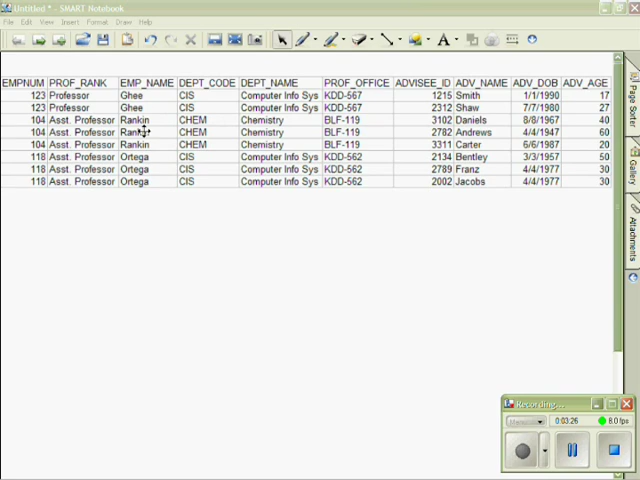 Untitled * - SMART Notebook
File Edit View Insert Format Draw Help
EMPNUM PROF_RANK EMP_NAME DEPT_CODE DEPT_NAME PROF_OFFICE ADVISEE_ID ADV_NAME ADV_DOB ADV_AGE
123 Professor Ghee CIS Computer Info Sys KDD-567 1215 Smith 1/1/1990 17
123 Professor Ghee CIS Computer Info Sys KDD-567 2312 Shaw 7/7/1980 27
104 Asst. Professor Rankin CHEM Chemistry BLF-119 3102 Daniels 8/8/1967 40
104 Asst. Professor Rankin CHEM Chemistry BLF-119 2782 Andrews 4/4/1947 60
104 Asst. Professor Rankin CHEM Chemistry BLF-119 3311 Carter 6/6/1987 20
118 Asst. Professor Ortega CIS Computer Info Sys KDD-562 2134 Bentley 3/3/1957 50
118 Asst. Professor Ortega CIS Computer Info Sys KDD-562 2789 Franz 4/4/1977 30
118 Asst. Professor Ortega CIS Computer Info Sys KDD-562 2002 Jacobs 4/4/1977 30
Page Sorter
Gallery
Attachments
Recording...
Menu 0:03:26 8.0 fps